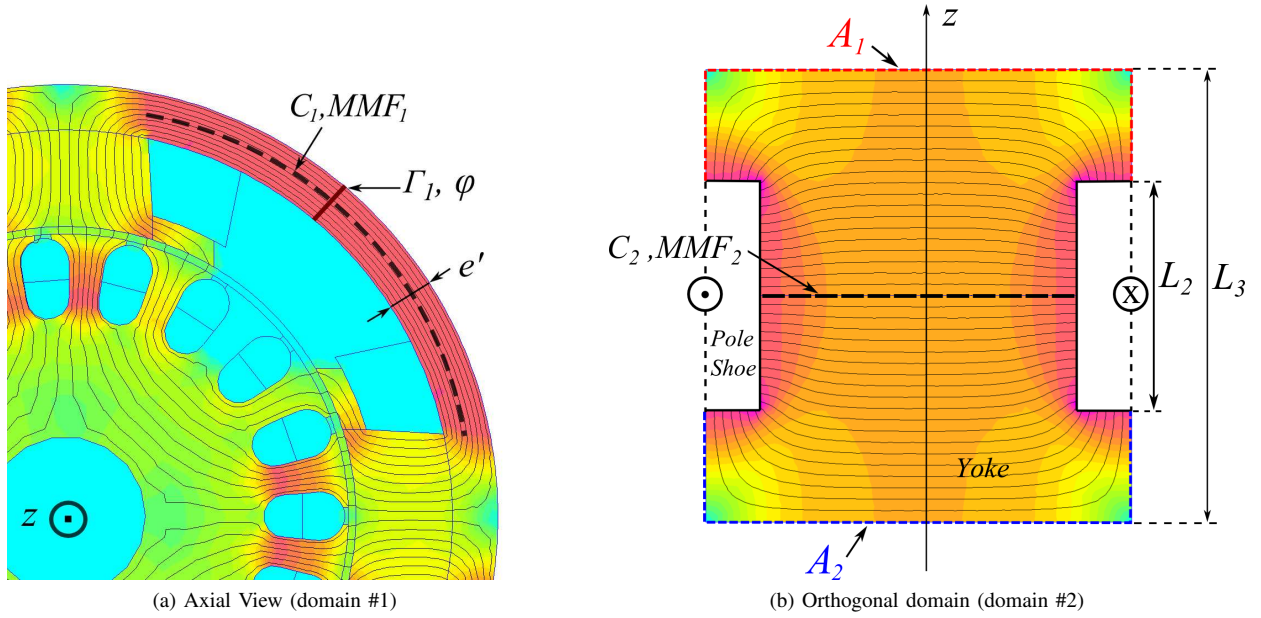 C₁,MMF₁
Γ₁, φ
e'
z
(a) Axial View (domain #1)
z
A₁
C₂ ,MMF₂
L₂
L₃
Pole
Shoe
X
Yoke
A₂
(b) Orthogonal domain (domain #2)